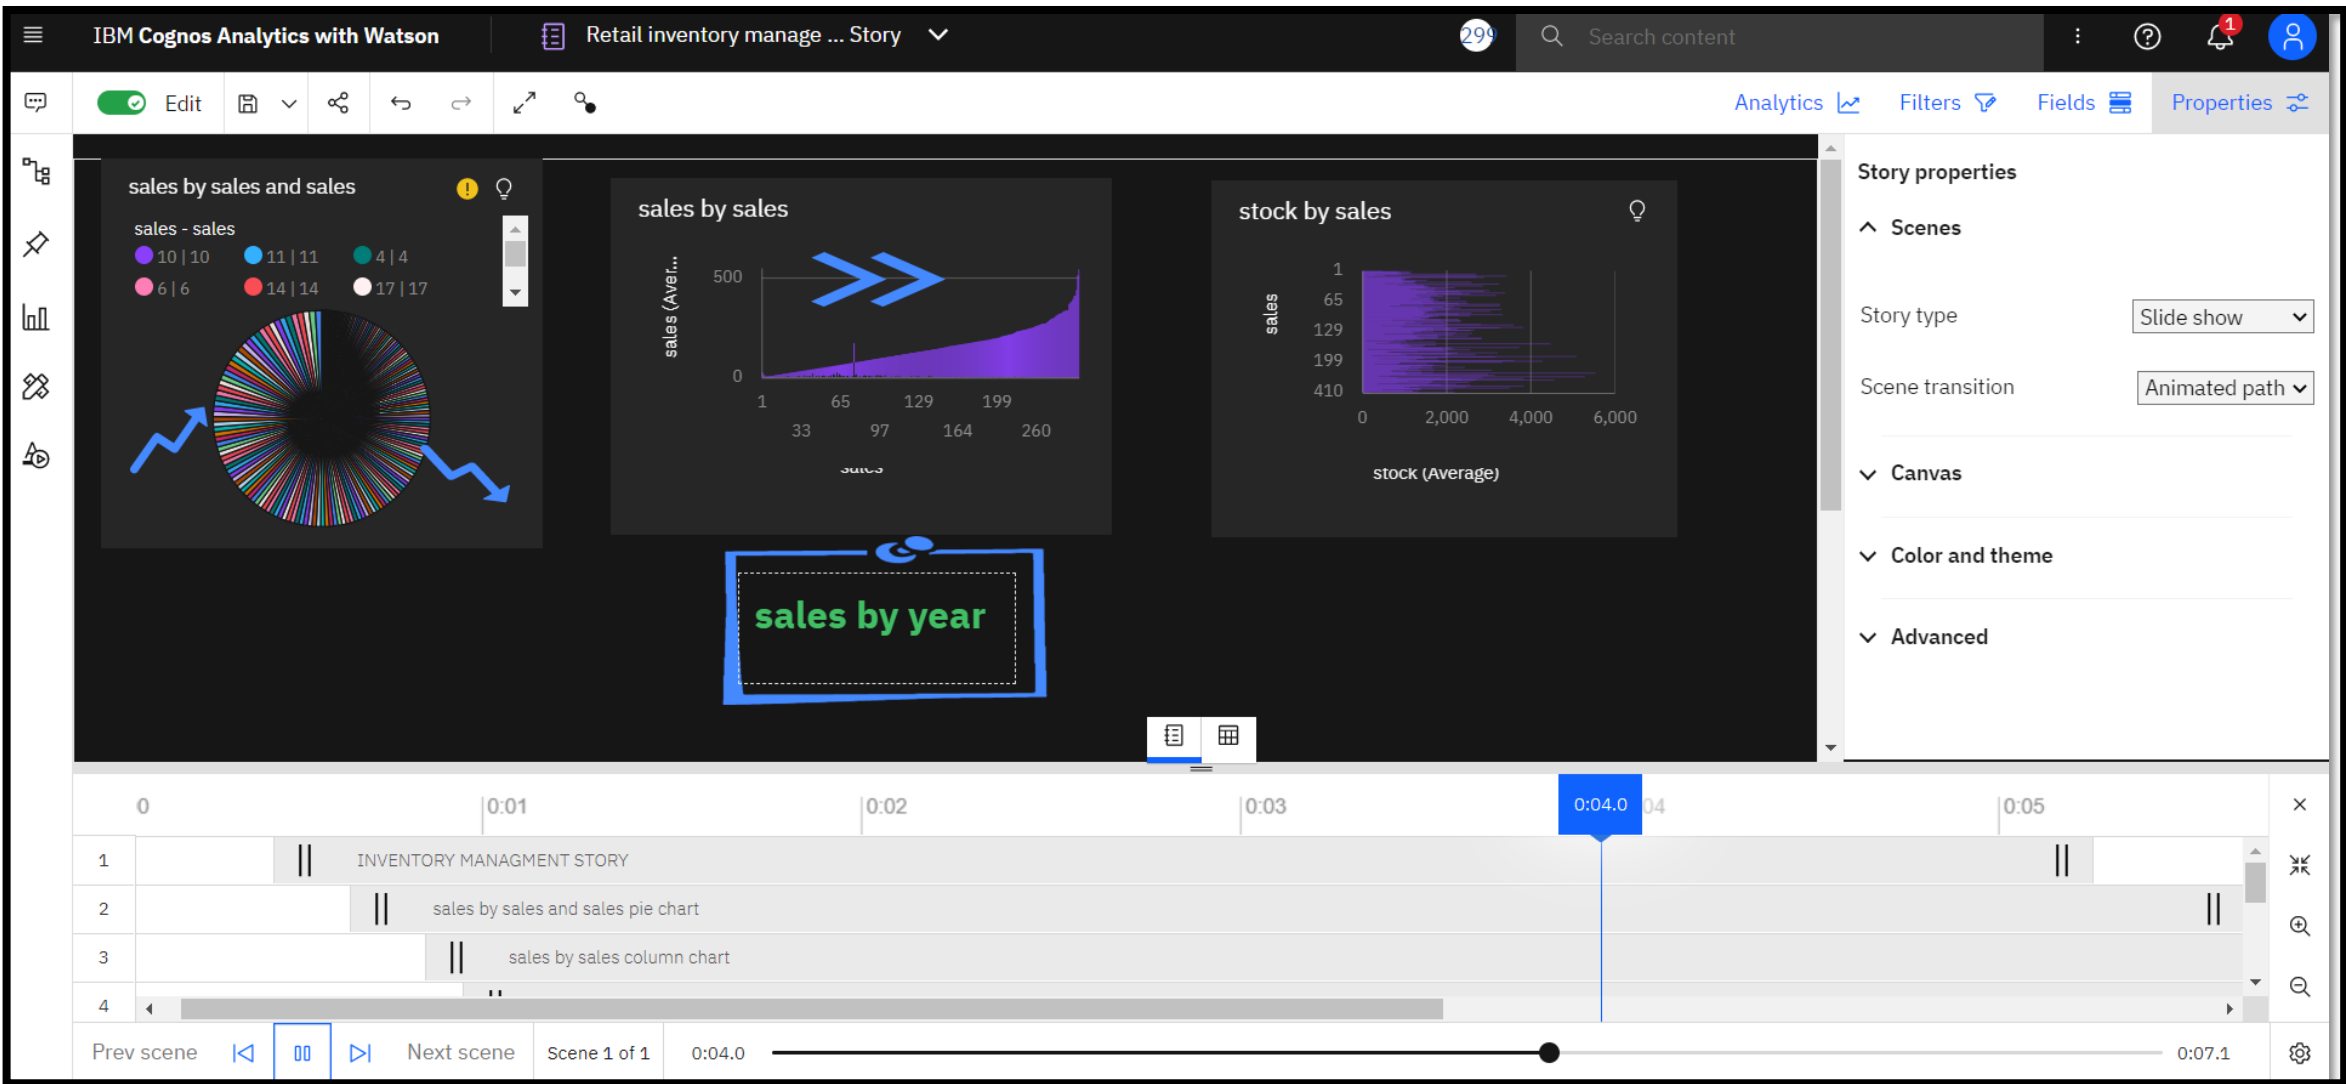 IBM Cognos Analytics with Watson
Retail inventory manage ... Story
299
Search content
1
Edit
Analytics
Filters
Fields
Properties
sales by sales and sales
sales - sales
10 | 10
11 | 11
4 | 4
6 | 6
14 | 14
17 | 17
sales by sales
sales (Aver...
500
0
1
65
129
199
33
97
164
260
sales
stock by sales
sales
1
65
129
199
410
0
2,000
4,000
6,000
stock (Average)
sales by year
Story properties
Scenes
Story type
Slide show
Scene transition
Animated path
Canvas
Color and theme
Advanced
0
0:01
0:02
0:03
0:04.0
04
0:05
1
INVENTORY MANAGMENT STORY
2
sales by sales and sales pie chart
3
sales by sales column chart
4
Prev scene
Next scene
Scene 1 of 1
0:04.0
0:07.1